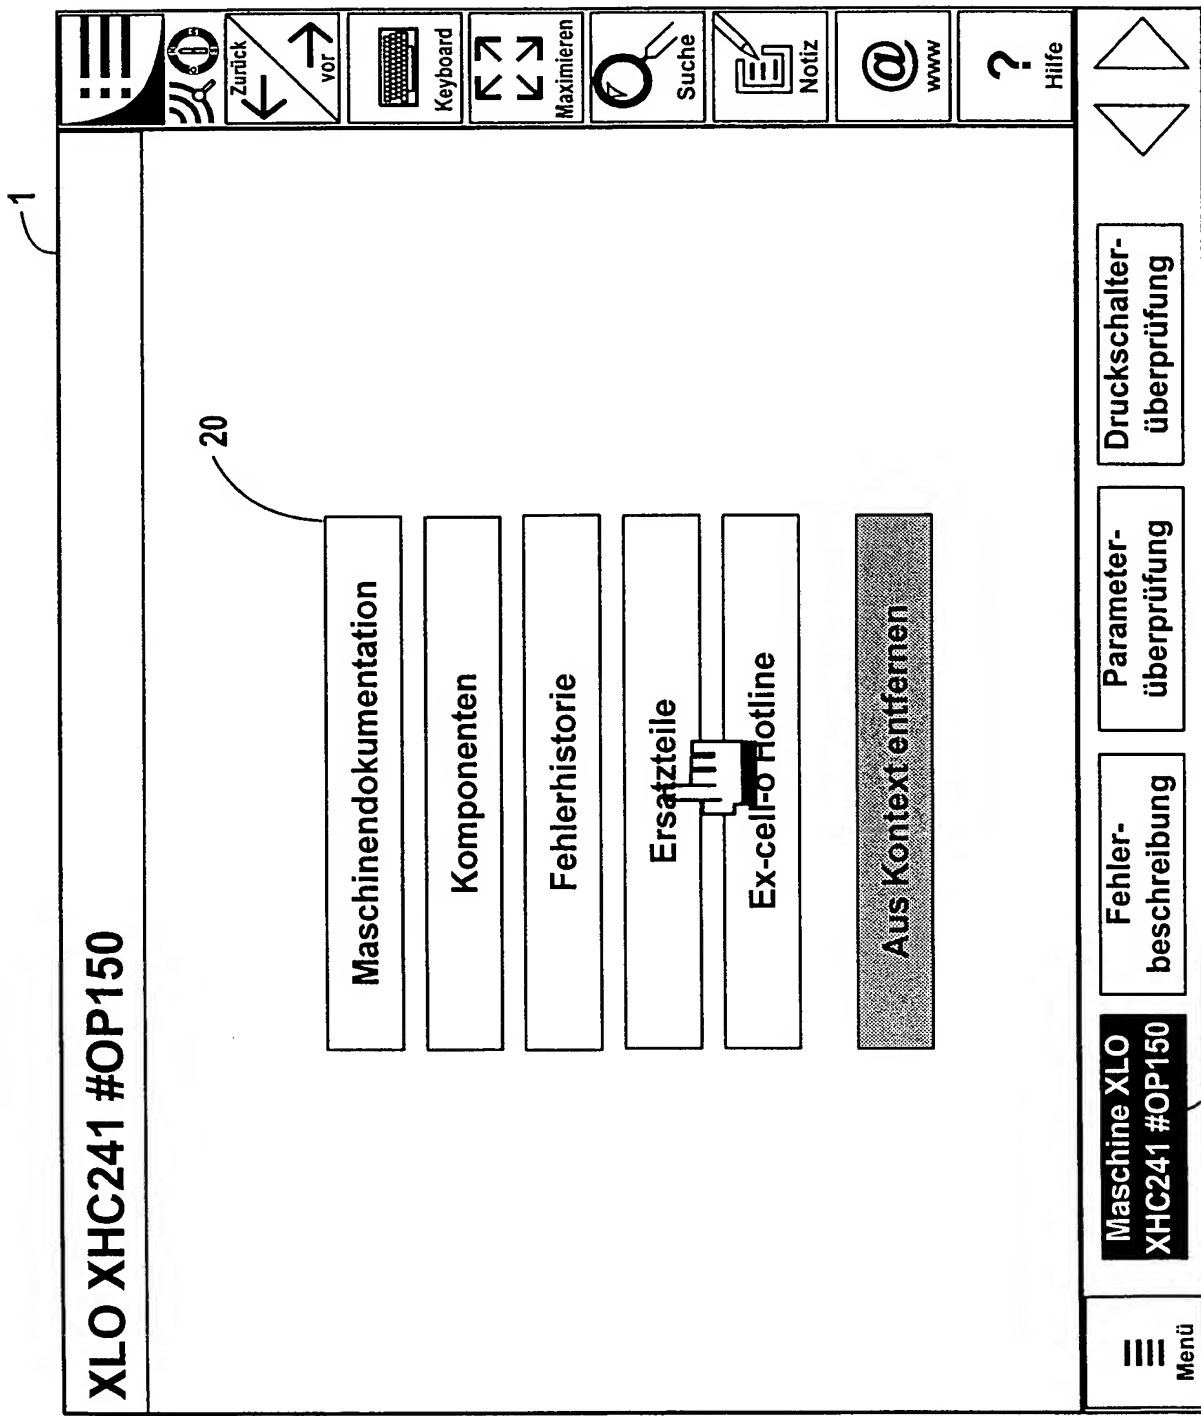 1
XLO XHC241 #OP150
20
Maschinendokumentation
Komponenten
Fehlerhistorie
Ersatzteile
Ex-cell-o Hotline
Aus Kontext entfernen
Zurück
vor
Keyboard
Maximieren
Suche
Notiz
@
www
?
Hilfe
Menü
Maschine XLO
XHC241 #OP150
Fehler-
beschreibung
Parameter-
überprüfung
Druckschalter-
überprüfung